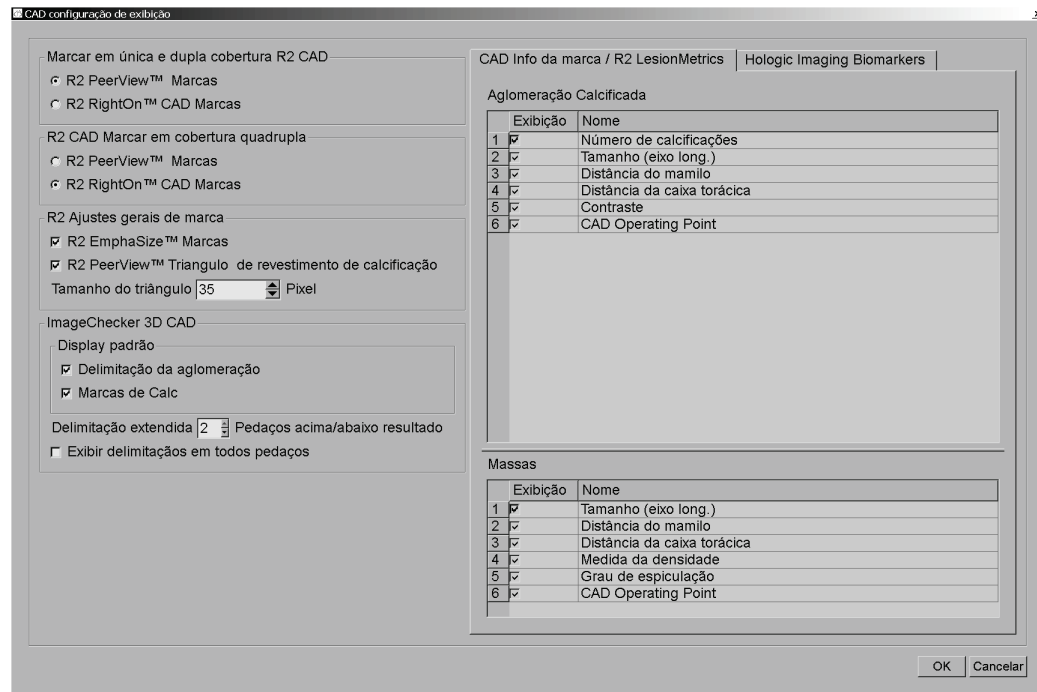 CAD configuração de exibição
Marcar em única e dupla cobertura R2 CAD
R2 PeerView™ Marcas
R2 RightOn™ CAD Marcas
R2 CAD Marcar em cobertura quadrupla
R2 PeerView™ Marcas
R2 RightOn™ CAD Marcas
R2 Ajustes gerais de marca
R2 EmphaSize™ Marcas
R2 PeerView™ Triangulo de revestimento de calcificação
Tamanho do triângulo 35 Pixel
ImageChecker 3D CAD
Display padrão
Delimitação da aglomeração
Marcas de Calc
Delimitação extendida 2 Pedaços acima/abaixo resultado
Exibir delimitaçãos em todos pedaços
CAD Info da marca / R2 LesionMetrics
Hologic Imaging Biomarkers
Aglomeração Calcificada
Exibição Nome
1 Número de calcificações
2 Tamanho (eixo long.)
3 Distância do mamilo
4 Distância da caixa torácica
5 Contraste
6 CAD Operating Point
Massas
Exibição Nome
1 Tamanho (eixo long.)
2 Distância do mamilo
3 Distância da caixa torácica
4 Medida da densidade
5 Grau de espiculação
6 CAD Operating Point
OK Cancelar